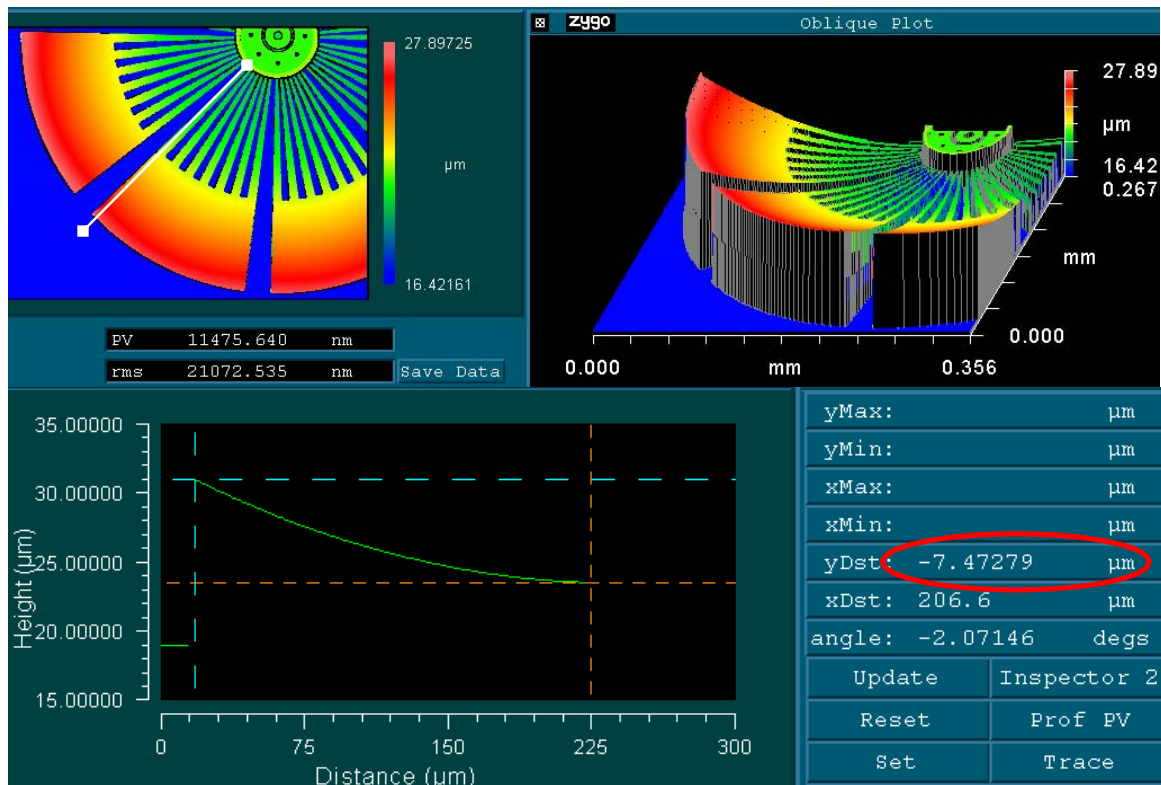 27.89725
µm
16.42161
PV 11475.640 nm
rms 21072.535 nm Save Data
zygo Oblique Plot
27.89
µm
16.42
0.267
mm
0.000
0.000 mm 0.356
35.00000
30.00000
25.00000
20.00000
15.00000
Height (µm)
0 75 150 225 300
Distance (µm)
yMax: µm
yMin: µm
xMax: µm
xMin: µm
yDst: -7.47279 µm
xDst: 206.6 µm
angle: -2.07146 degs
Update Inspector 2
Reset Prof PV
Set Trace